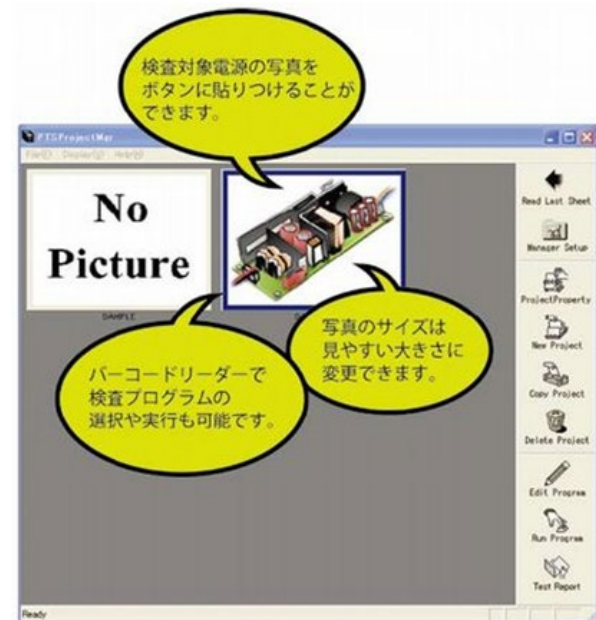 検査対象電源の写真を
ボタンに貼りつけることが
できます。
PTSProjectMar
File(F) Display(D) Help(H)
No
Picture
SAMPLE
写真のサイズは
見やすい大きさに
変更できます。
バーコードリーダーで
検査プログラムの
選択や実行も可能です。
Read Last Sheet
Manager Setup
ProjectProperty
New Project
Copy Project
Delete Project
Edit Program
Run Program
Test Report
Ready